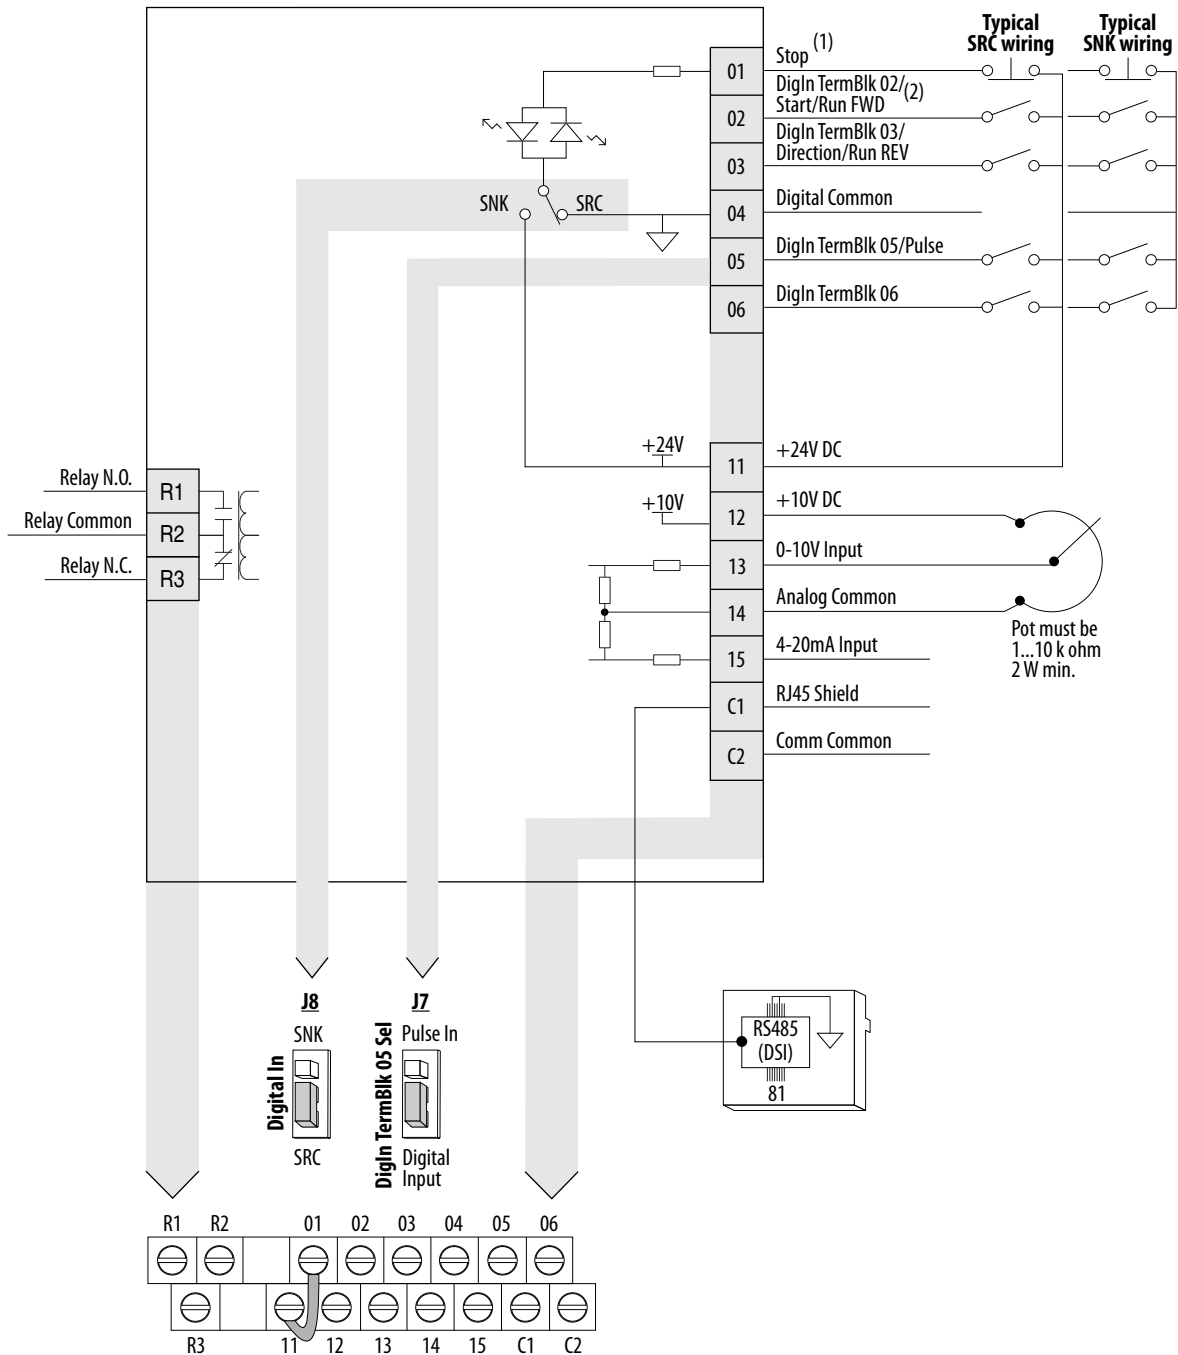 Typical
SRC wiring
Typical
SNK wiring
01
Stop (1)
DigIn TermBlk 02/
Start/Run FWD (2)
02
DigIn TermBlk 03/
Direction/Run REV
03
SNK
SRC
04
Digital Common
05
DigIn TermBlk 05/Pulse
06
DigIn TermBlk 06
+24V
11
+24V DC
+10V
12
+10V DC
13
0-10V Input
14
Analog Common
15
4-20mA Input
Pot must be
1...10 k ohm
2 W min.
C1
RJ45 Shield
C2
Comm Common
Relay N.O.
R1
Relay Common
R2
Relay N.C.
R3
J8
SNK
Digital In
SRC
J7
Pulse In
DigIn TermBlk 05 Sel
Digital
Input
RS485
(DSI)
81
R1 R2 01 02 03 04 05 06
R3 11 12 13 14 15 C1 C2